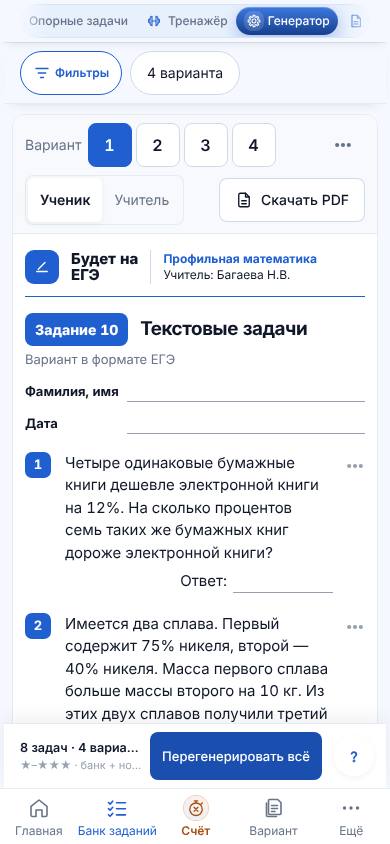 Опорные задачи
Тренажёр
Генератор
Фильтры
4 варианта
Вариант 1 2 3 4
Ученик
Учитель
Скачать PDF
Будет на
ЕГЭ
Профильная математика
Учитель: Багаева Н.В.
Задание 10
Текстовые задачи
Вариант в формате ЕГЭ
Фамилия, имя
Дата
1
Четыре одинаковые бумажные
книги дешевле электронной книги
на 12%. На сколько процентов
семь таких же бумажных книг
дороже электронной книги?
Ответ:
2
Имеется два сплава. Первый
содержит 75% никеля, второй —
40% никеля. Масса первого сплава
больше массы второго на 10 кг. Из
этих двух сплавов получили третий
8 задач · 4 вариа...
★–★★★ · банк + но...
Перегенерировать всё
?
Главная
Банк заданий
Счёт
Вариант
Ещё